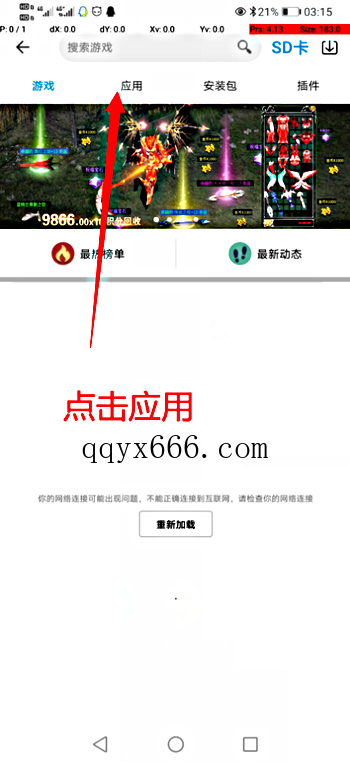 21% 03:15
P: 0 / 1 dX: 0.0 dY: 0.0 Xv: 0.0 Yv: 0.0 Prs: 4.13 Size: 183.0
搜索游戏 SD卡
游戏 应用 安装包 插件
9866.00x10 积分回收
最热榜单 最新动态
点击应用
qqyx666.com
你的网络连接可能出现问题，不能正确连接到互联网，请检查你的网络连接
重新加载